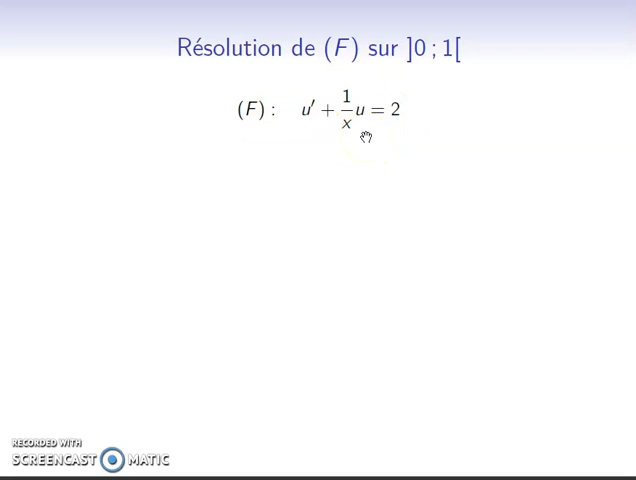 Résolution de (F) sur ]0 ; 1[
(F) : u′ + 1/x u = 2
RECORDED WITH
SCREENCAST MATIC